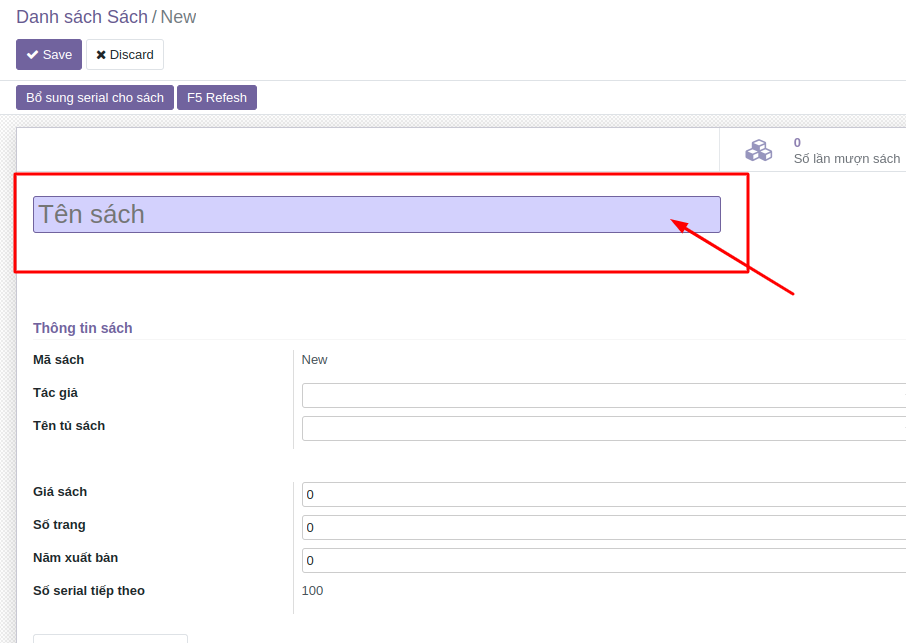 Danh sách Sách / New
Save Discard
Bổ sung serial cho sách F5 Refesh
0
Số lần mượn sách
Tên sách
Thông tin sách
Mã sách New
Tác giả
Tên tủ sách
Giá sách 0
Số trang 0
Năm xuất bản 0
Số serial tiếp theo 100